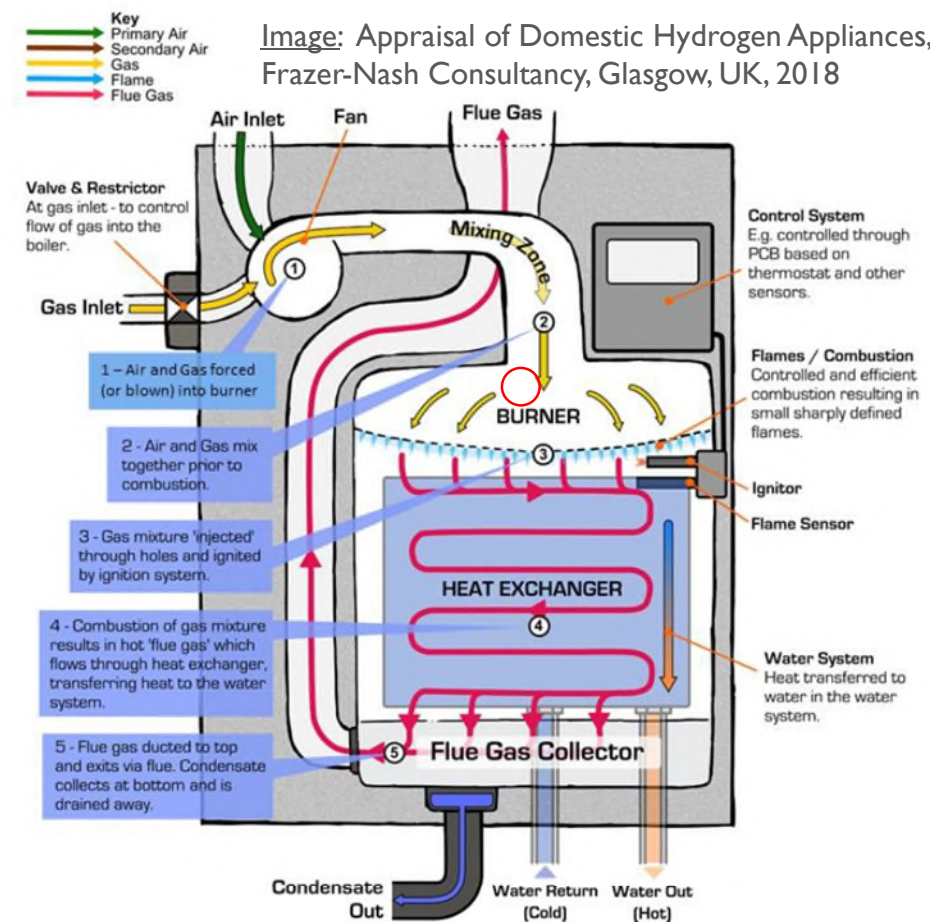 Key
Primary Air
Secondary Air
Gas
Flame
Flue Gas
Image: Appraisal of Domestic Hydrogen Appliances,
Frazer-Nash Consultancy, Glasgow, UK, 2018
Air Inlet
Fan
Flue Gas
Valve & Restrictor
At gas inlet - to control
flow of gas into the
boiler.
Mixing Zone
Control System
E.g. controlled through
PCB based on
thermostat and other
sensors.
1
Gas Inlet
2
1 – Air and Gas forced
(or blown) into burner
Flames / Combustion
Controlled and efficient
combustion resulting in
small sharply defined
flames.
BURNER
2 - Air and Gas mix
together prior to
combustion.
3
Ignitor
Flame Sensor
3 - Gas mixture 'injected'
through holes and ignited
by ignition system.
HEAT EXCHANGER
4
4 - Combustion of gas mixture
results in hot 'flue gas' which
flows through heat exchanger,
transferring heat to the water
system.
Water System
Heat transferred to
water in the water
system.
5 - Flue gas ducted to top
and exits via flue. Condensate
collects at bottom and is
drained away.
5
Flue Gas Collector
Condensate
Out
Water Return
(Cold)
Water Out
(Hot)